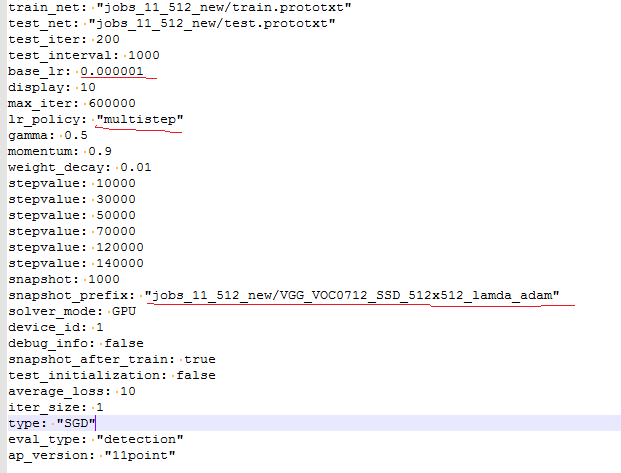 train_net: "jobs_11_512_new/train.prototxt"
test_net: "jobs_11_512_new/test.prototxt"
test_iter: 200
test_interval: 1000
base_lr: 0.000001
display: 10
max_iter: 600000
lr_policy: "multistep"
gamma: 0.5
momentum: 0.9
weight_decay: 0.01
stepvalue: 10000
stepvalue: 30000
stepvalue: 50000
stepvalue: 70000
stepvalue: 120000
stepvalue: 140000
snapshot: 1000
snapshot_prefix: "jobs_11_512_new/VGG_VOC0712_SSD_512x512_lamda_adam"
solver_mode: GPU
device_id: 1
debug_info: false
snapshot_after_train: true
test_initialization: false
average_loss: 10
iter_size: 1
type: "SGD"
eval_type: "detection"
ap_version: "11point"